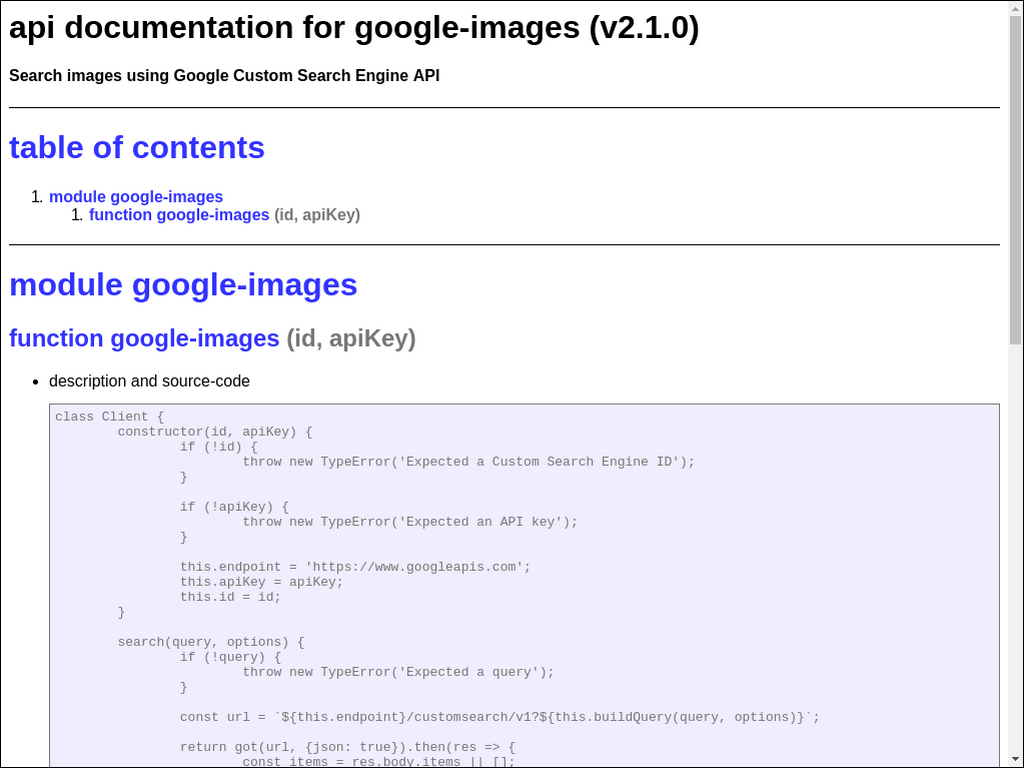 api documentation for google-images (v2.1.0)
Search images using Google Custom Search Engine API
table of contents
1. module google-images
1. function google-images (id, apiKey)
module google-images
function google-images (id, apiKey)
• description and source-code
class Client {
        constructor(id, apiKey) {
                if (!id) {
                        throw new TypeError('Expected a Custom Search Engine ID');
                }

                if (!apiKey) {
                        throw new TypeError('Expected an API key');
                }

                this.endpoint = 'https://www.googleapis.com';
                this.apiKey = apiKey;
                this.id = id;
        }

        search(query, options) {
                if (!query) {
                        throw new TypeError('Expected a query');
                }

                const url = `${this.endpoint}/customsearch/v1?${this.buildQuery(query, options)}`;

                return got(url, {json: true}).then(res => {
                        const items = res.body.items || [];